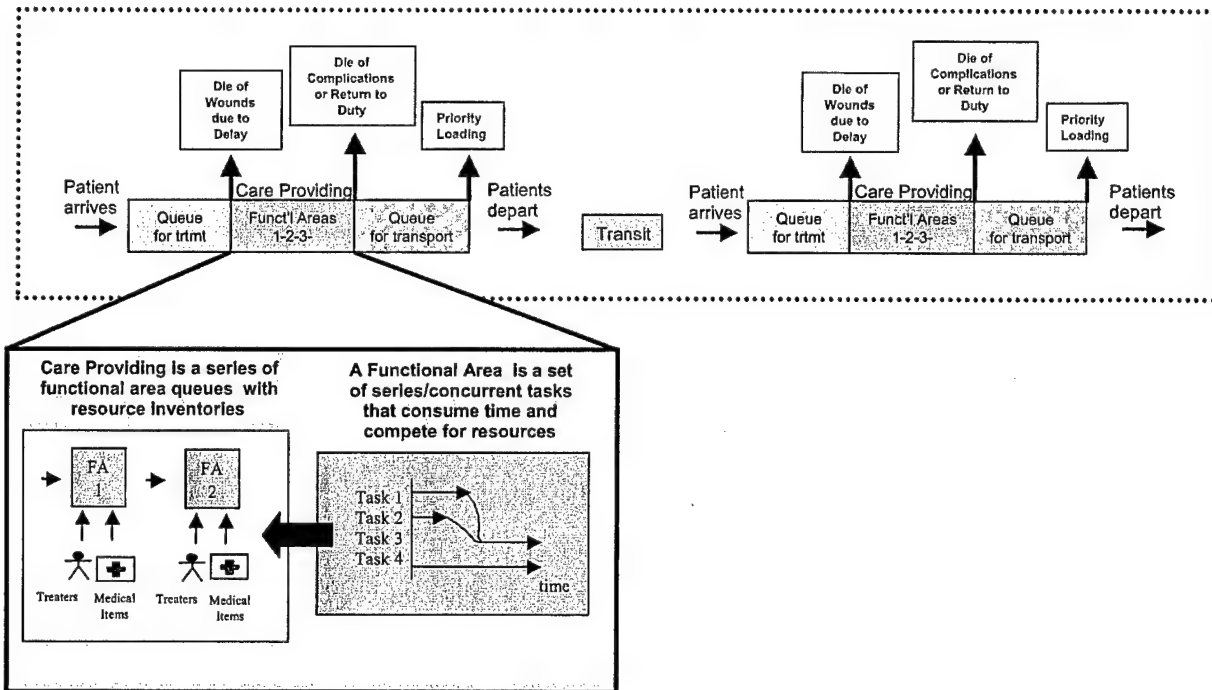 Die of
Wounds
due to
Delay
Die of
Complications
or Return to
Duty
Priority
Loading
Patient
arrives
Care Providing
Queue
for trtmt
Funct'l Areas
1-2-3-
Queue
for transport
Patients
depart
Transit
Die of
Wounds
due to
Delay
Die of
Complications
or Return to
Duty
Priority
Loading
Patient
arrives
Care Providing
Queue
for trtmt
Funct'l Areas
1-2-3-
Queue
for transport
Patients
depart
Care Providing is a series of
functional area queues with
resource inventories
FA
1
FA
2
Treaters
Medical
Items
Treaters
Medical
Items
A Functional Area is a set
of series/concurrent tasks
that consume time and
compete for resources
Task 1
Task 2
Task 3
Task 4
time